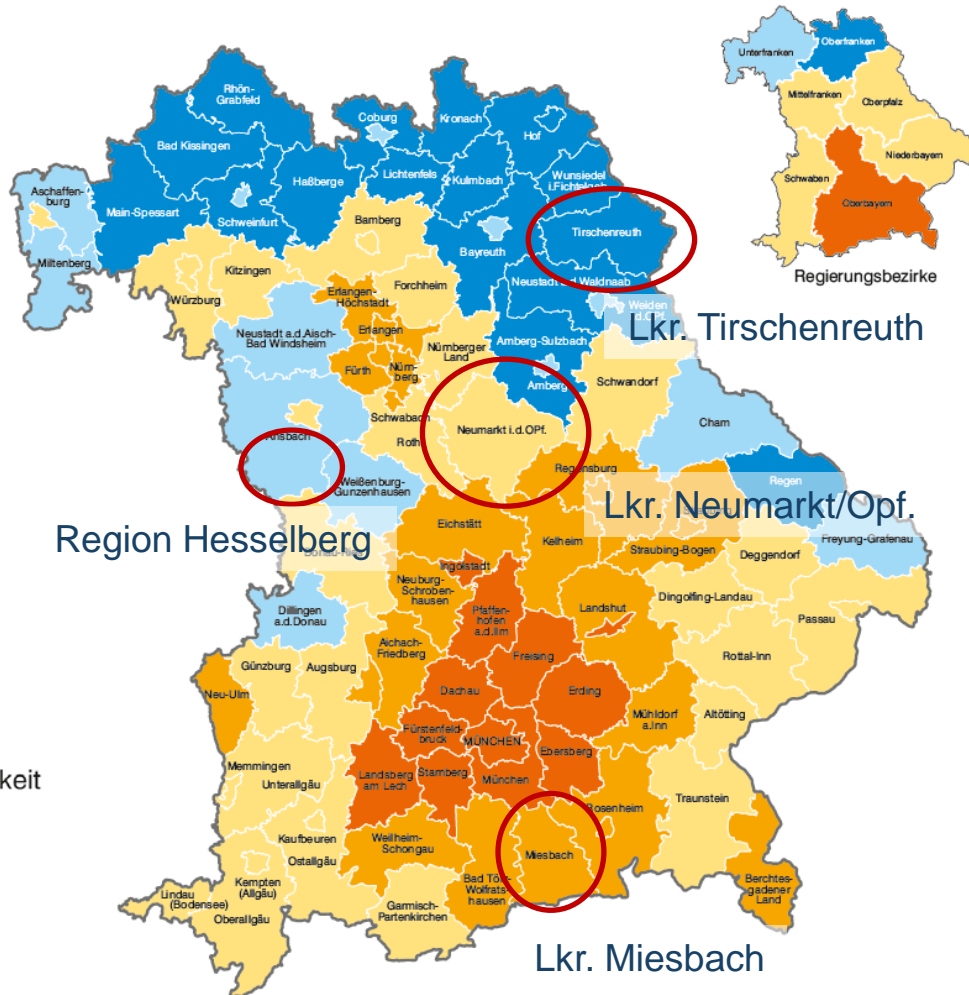 Unterfranken
Oberfranken
Mittelfranken
Oberpfalz
Niederbayern
Schwaben
Oberbayern
Regierungsbezirke
Rhön-
Grabfeld
Bad Kissingen
Coburg
Kronach
Hof
Lichtenfels
Kulmbach
Wunsiedel
i.Fichtelgeb.
Haßberge
Aschaffen-
burg
Main-Spessart
Schweinfurt
Bamberg
Bayreuth
Tirschenreuth
Miltenberg
Kitzingen
Würzburg
Forchheim
Neustadt a.d.Waldnaab
Erlangen-
Höchstadt
Weiden
i.d.OPf.
Lkr. Tirschenreuth
Neustadt a.d.Aisch-
Bad Windsheim
Erlangen
Nürnberger
Land
Amberg-Sulzbach
Fürth
Nürn-
berg
Amberg
Schwandorf
Schwabach
Roth
Neumarkt i.d.OPf.
Cham
Ansbach
Regensburg
Regen
Weißenburg-
Gunzenhausen
Lkr. Neumarkt/Opf.
Region Hesselberg
Eichstätt
Kelheim
Straubing-Bogen
Freyung-Grafenau
Donau-Ries
Deggendorf
Ingolstadt
Neuburg-
Schroben-
hausen
Dingolfing-Landau
Dillingen
a.d.Donau
Pfaffen-
hofen
a.d.Ilm
Landshut
Passau
Aichach-
Friedberg
Rottal-Inn
Günzburg
Augsburg
Freising
Neu-Ulm
Dachau
Erding
Mühldorf
a.Inn
Altötting
Fürstenfeld-
bruck
MÜNCHEN
Ebersberg
Memmingen
Landsberg
am Lech
Starnberg
München
keit
Unterallgäu
Traunstein
Rosenheim
Kaufbeuren
Weilheim-
Schongau
Miesbach
Ostallgäu
Bad Tölz-
Wolfrats-
hausen
Berchtes-
gadener
Land
Kempten
(Allgäu)
Lindau
(Bodensee)
Oberallgäu
Garmisch-
Partenkirchen
Lkr. Miesbach